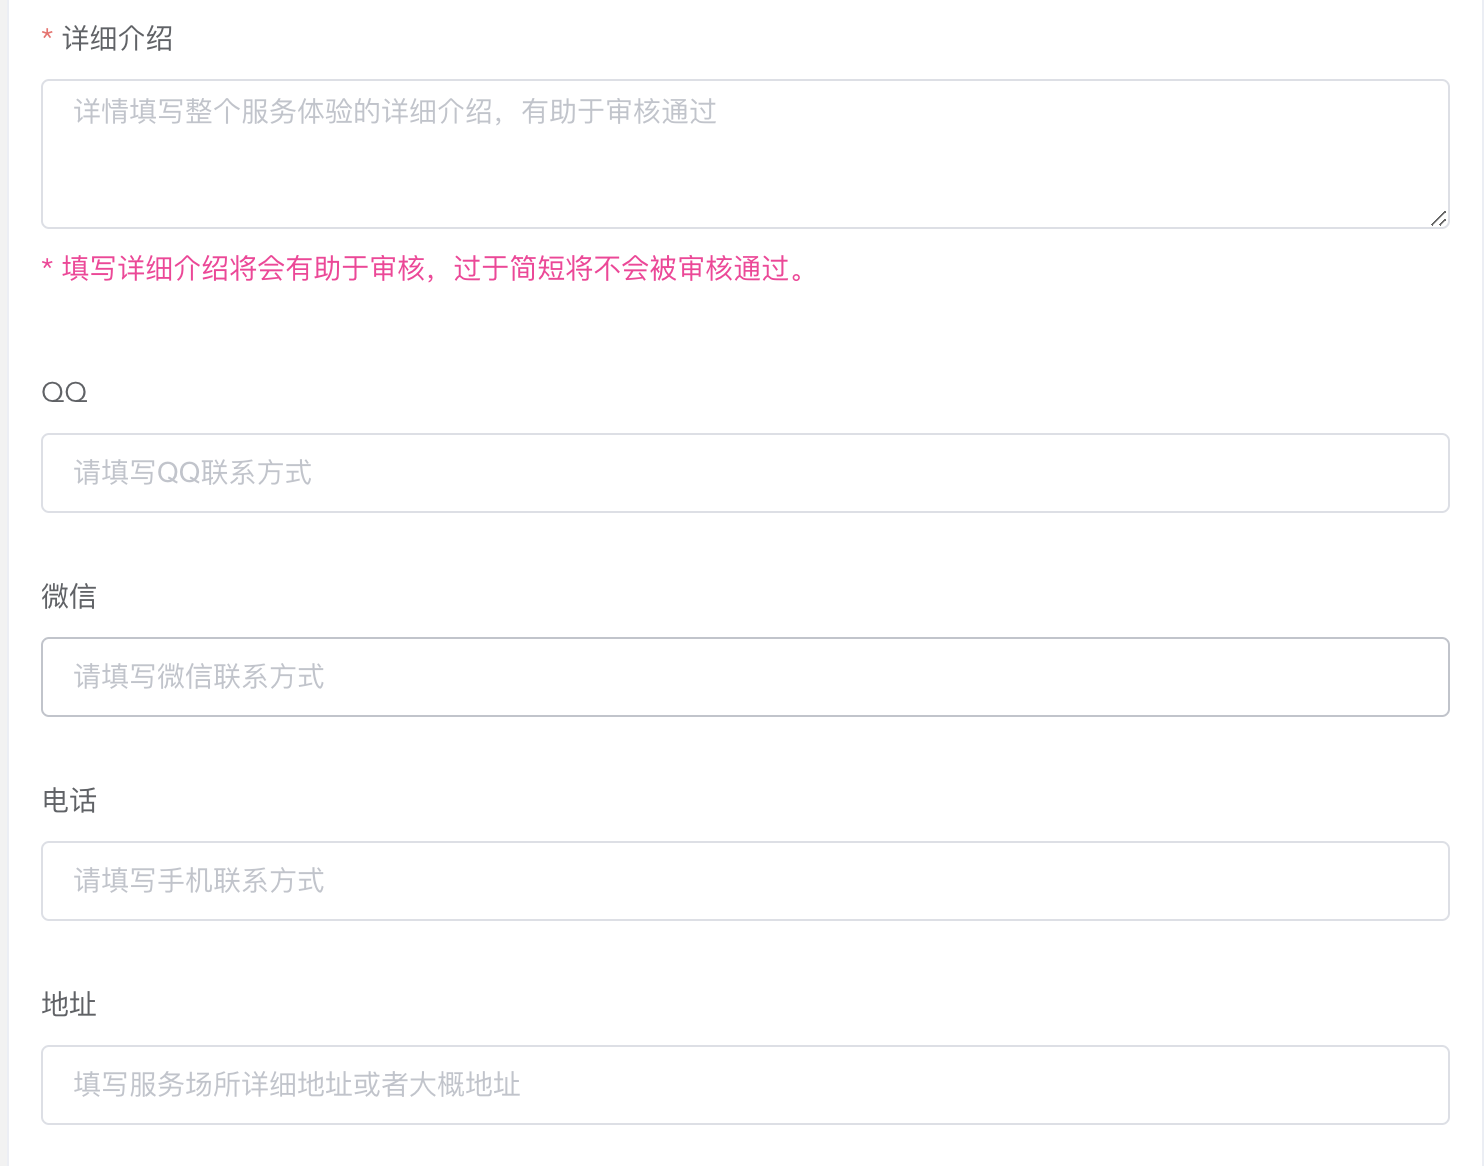 * 详细介绍
详情填写整个服务体验的详细介绍，有助于审核通过
* 填写详细介绍将会有助于审核，过于简短将不会被审核通过。
QQ
请填写QQ联系方式
微信
请填写微信联系方式
电话
请填写手机联系方式
地址
填写服务场所详细地址或者大概地址